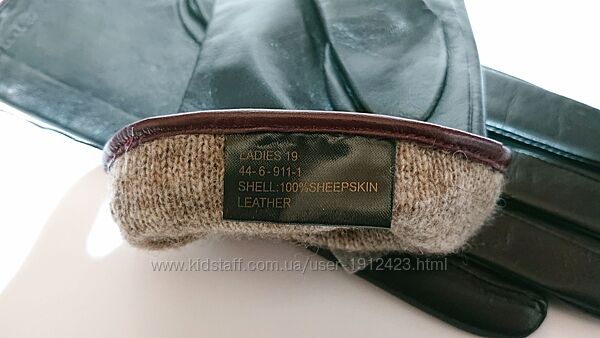 LADIES 19
44-6-911-1
SHELL:100%SHEEPSKIN
LEATHER
www.kidstaff.com.ua/user-1912423.html